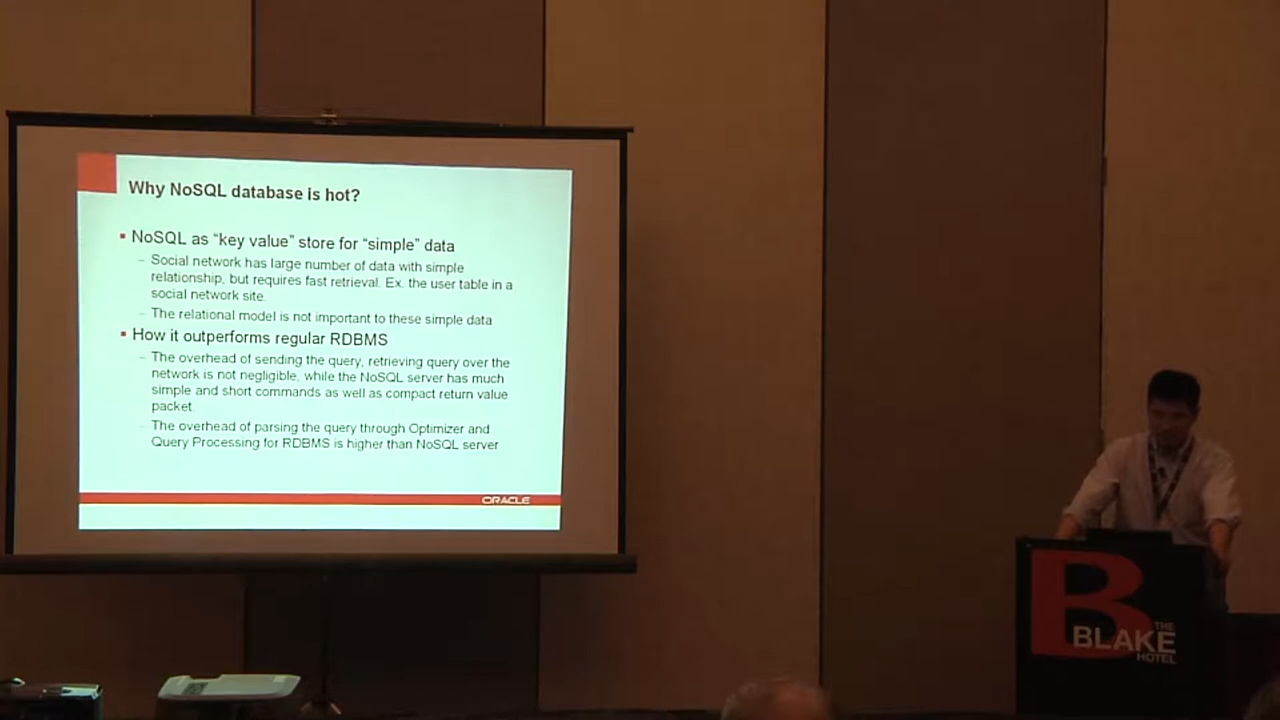 Why NoSQL database is hot?
NoSQL as “key value” store for “simple” data
– Social network has large number of data with simple
relationship, but requires fast retrieval. Ex. the user table in a
social network site.
– The relational model is not important to these simple data
How it outperforms regular RDBMS
– The overhead of sending the query, retrieving query over the
network is not negligible, while the NoSQL server has much
simple and short commands as well as compact return value
packet
– The overhead of parsing the query through Optimizer and
Query Processing for RDBMS is higher than NoSQL server
ORACLE
B
THE
BLAKE
HOTEL